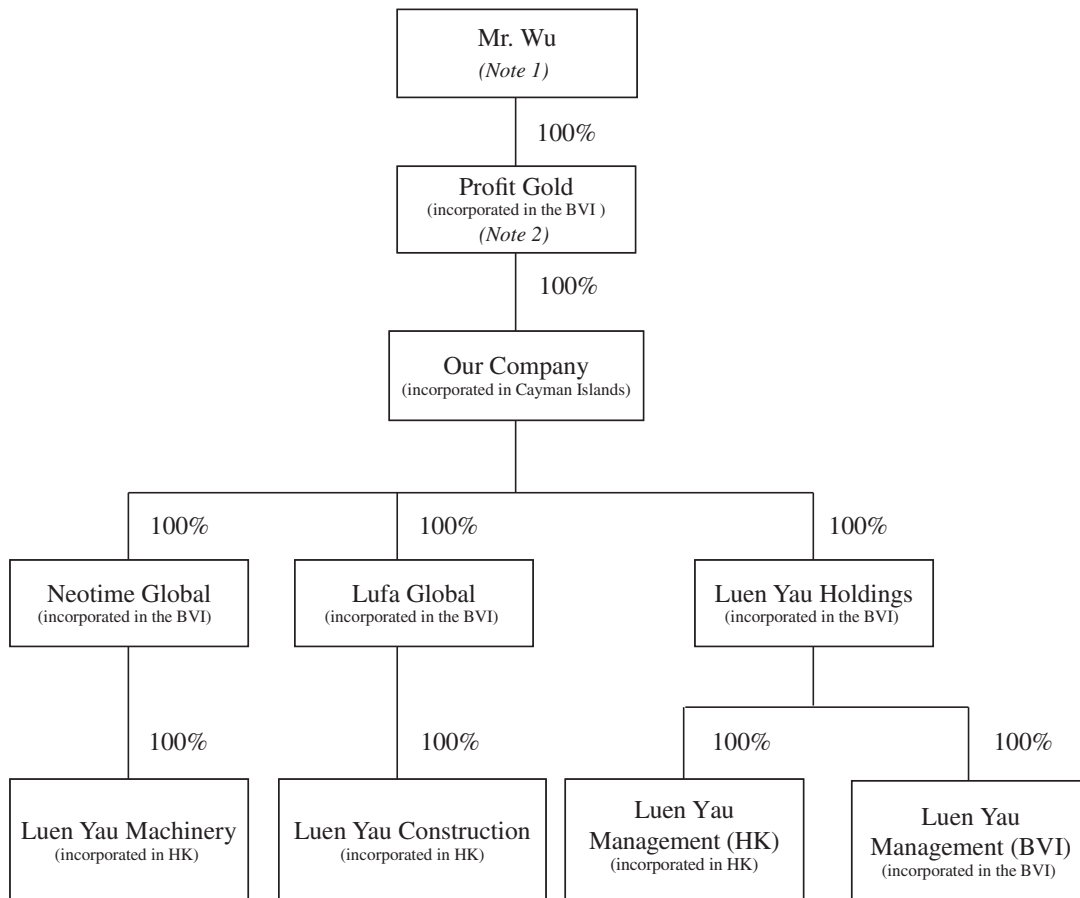 Mr. Wu
(Note 1)
100%
Profit Gold
(incorporated in the BVI )
(Note 2)
100%
Our Company
(incorporated in Cayman Islands)
100%
100%
100%
Neotime Global
(incorporated in the BVI)
Lufa Global
(incorporated in the BVI)
Luen Yau Holdings
(incorporated in the BVI)
100%
100%
100%
100%
Luen Yau Machinery
(incorporated in HK)
Luen Yau Construction
(incorporated in HK)
Luen Yau
Management (HK)
(incorporated in HK)
Luen Yau
Management (BVI)
(incorporated in the BVI)